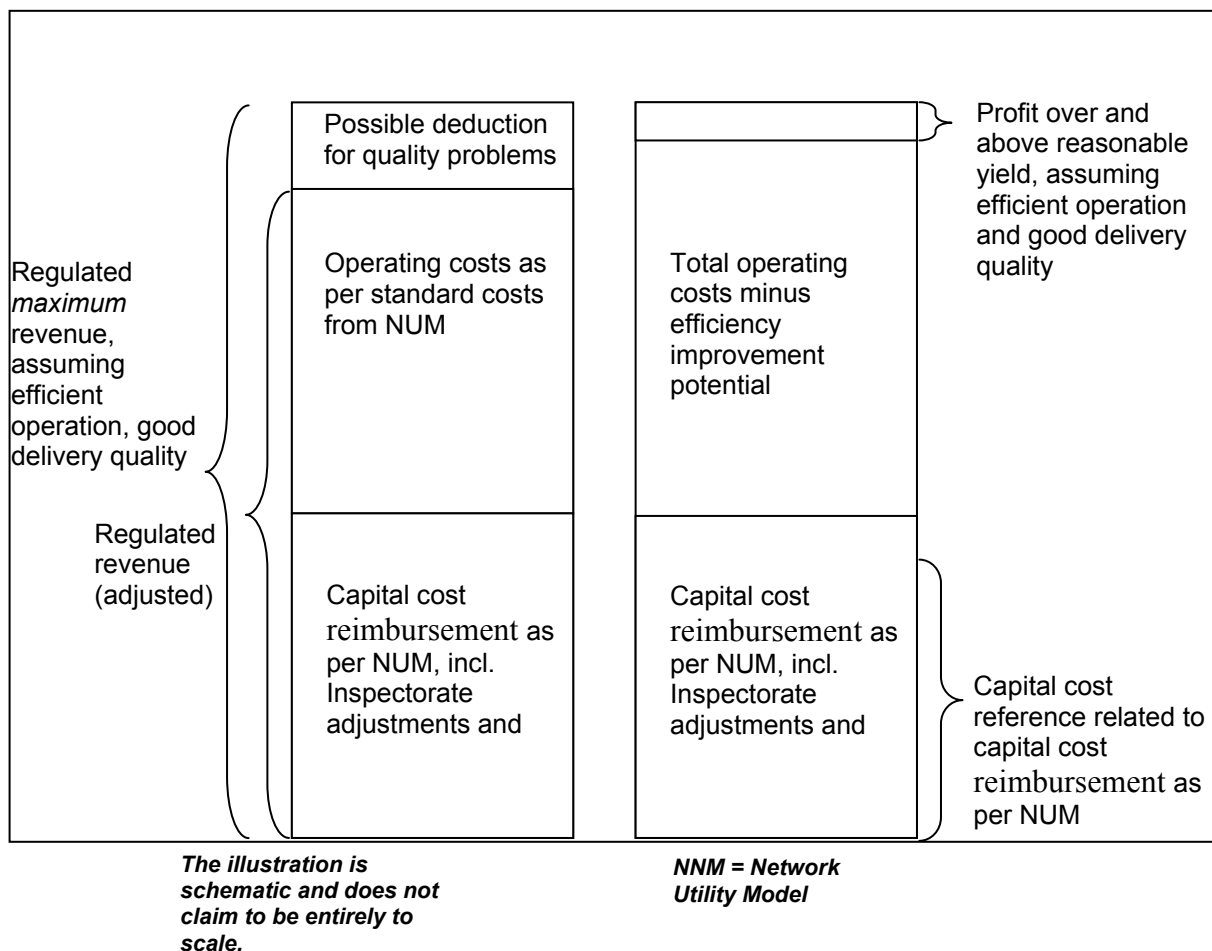 Regulated
maximum
revenue,
assuming
efficient
operation, good
delivery quality
Regulated
revenue
(adjusted)
Possible deduction
for quality problems
Operating costs as
per standard costs
from NUM
Capital cost
reimbursement as
per NUM, incl.
Inspectorate
adjustments and
Total operating
costs minus
efficiency
improvement
potential
Capital cost
reimbursement as
per NUM, incl.
Inspectorate
adjustments and
Profit over and
above reasonable
yield, assuming
efficient operation
and good delivery
quality
Capital cost
reference related to
capital cost
reimbursement as
per NUM
The illustration is
schematic and does not
claim to be entirely to
scale.
NNM = Network
Utility Model